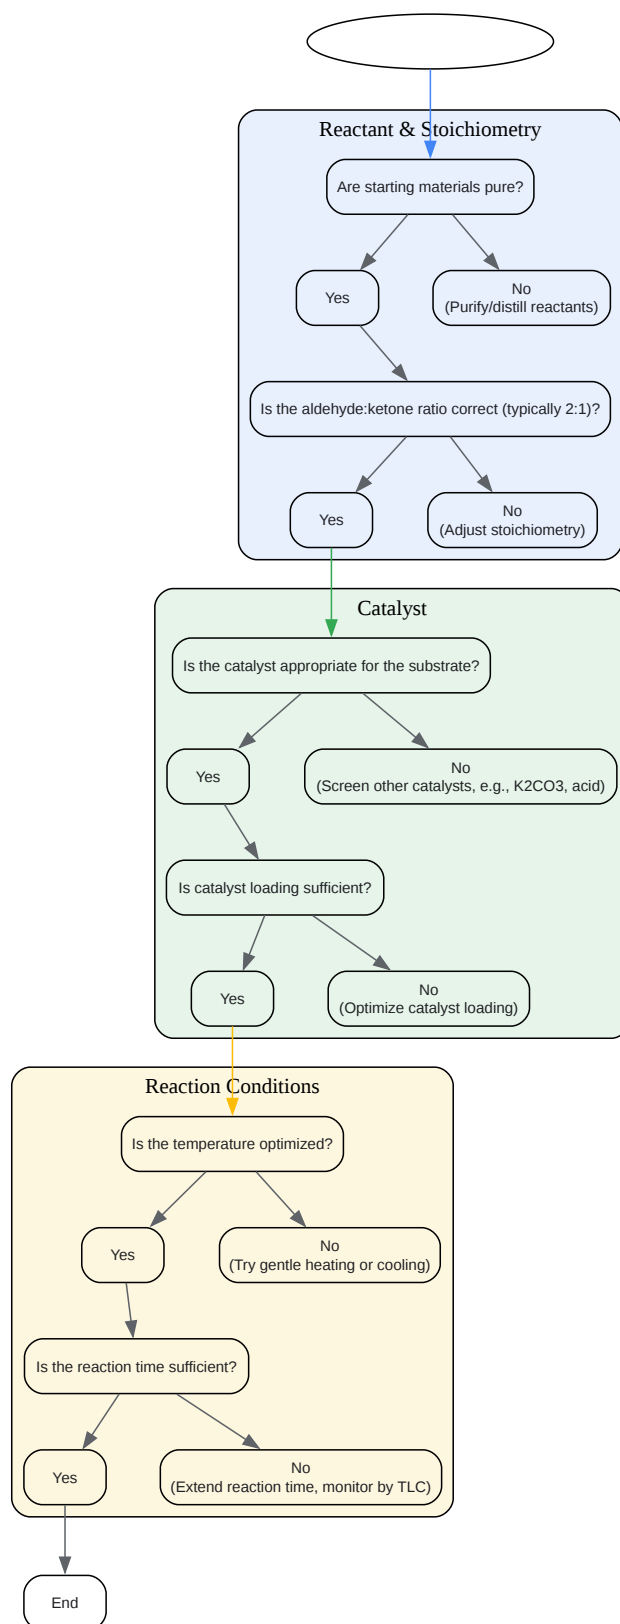 Reactant & Stoichiometry
Are starting materials pure?
Yes
No
(Purify/distill reactants)
Is the aldehyde:ketone ratio correct (typically 2:1)?
Yes
No
(Adjust stoichiometry)
Catalyst
Is the catalyst appropriate for the substrate?
Yes
No
(Screen other catalysts, e.g., K2CO3, acid)
Is catalyst loading sufficient?
Yes
No
(Optimize catalyst loading)
Reaction Conditions
Is the temperature optimized?
Yes
No
(Try gentle heating or cooling)
Is the reaction time sufficient?
Yes
No
(Extend reaction time, monitor by TLC)
End